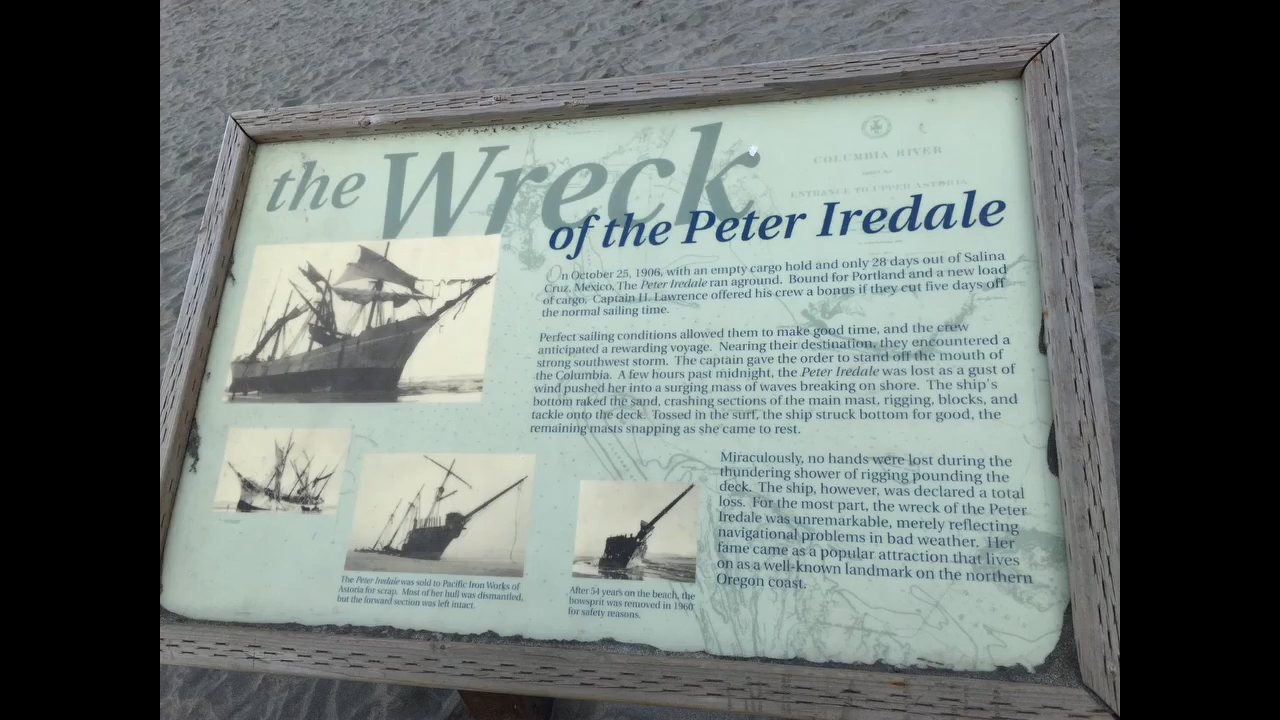 COLUMBIA RIVER
ENTRANCE TO UPPER ASTORIA
the Wreck
of the Peter Iredale
On October 25, 1906, with an empty cargo hold and only 28 days out of Salina
Cruz, Mexico, The Peter Iredale ran aground. Bound for Portland and a new load
of cargo. Captain H. Lawrence offered his crew a bonus if they cut five days off
the normal sailing time.
Perfect sailing conditions allowed them to make good time, and the crew
anticipated a rewarding voyage. Nearing their destination, they encountered a
strong southwest storm. The captain gave the order to stand off the mouth of
the Columbia. A few hours past midnight, the Peter Iredale was lost as a gust of
wind pushed her into a surging mass of waves breaking on shore. The ship's
bottom raked the sand, crashing sections of the main mast, rigging, blocks, and
tackle onto the deck. Tossed in the surf, the ship struck bottom for good, the
remaining masts snapping as she came to rest.
Miraculously, no hands were lost during the
thundering shower of rigging pounding the
deck. The ship, however, was declared a total
loss. For the most part, the wreck of the Peter
Iredale was unremarkable, merely reflecting
navigational problems in bad weather. Her
fame came as a popular attraction that lives
on as a well-known landmark on the northern
Oregon coast.
The Peter Iredale was sold to Pacific Iron Works of
Astoria for scrap. Most of her hull was dismantled,
but the forward section was left intact.
After 54 years on the beach, the
bowsprit was removed in 1960
for safety reasons.